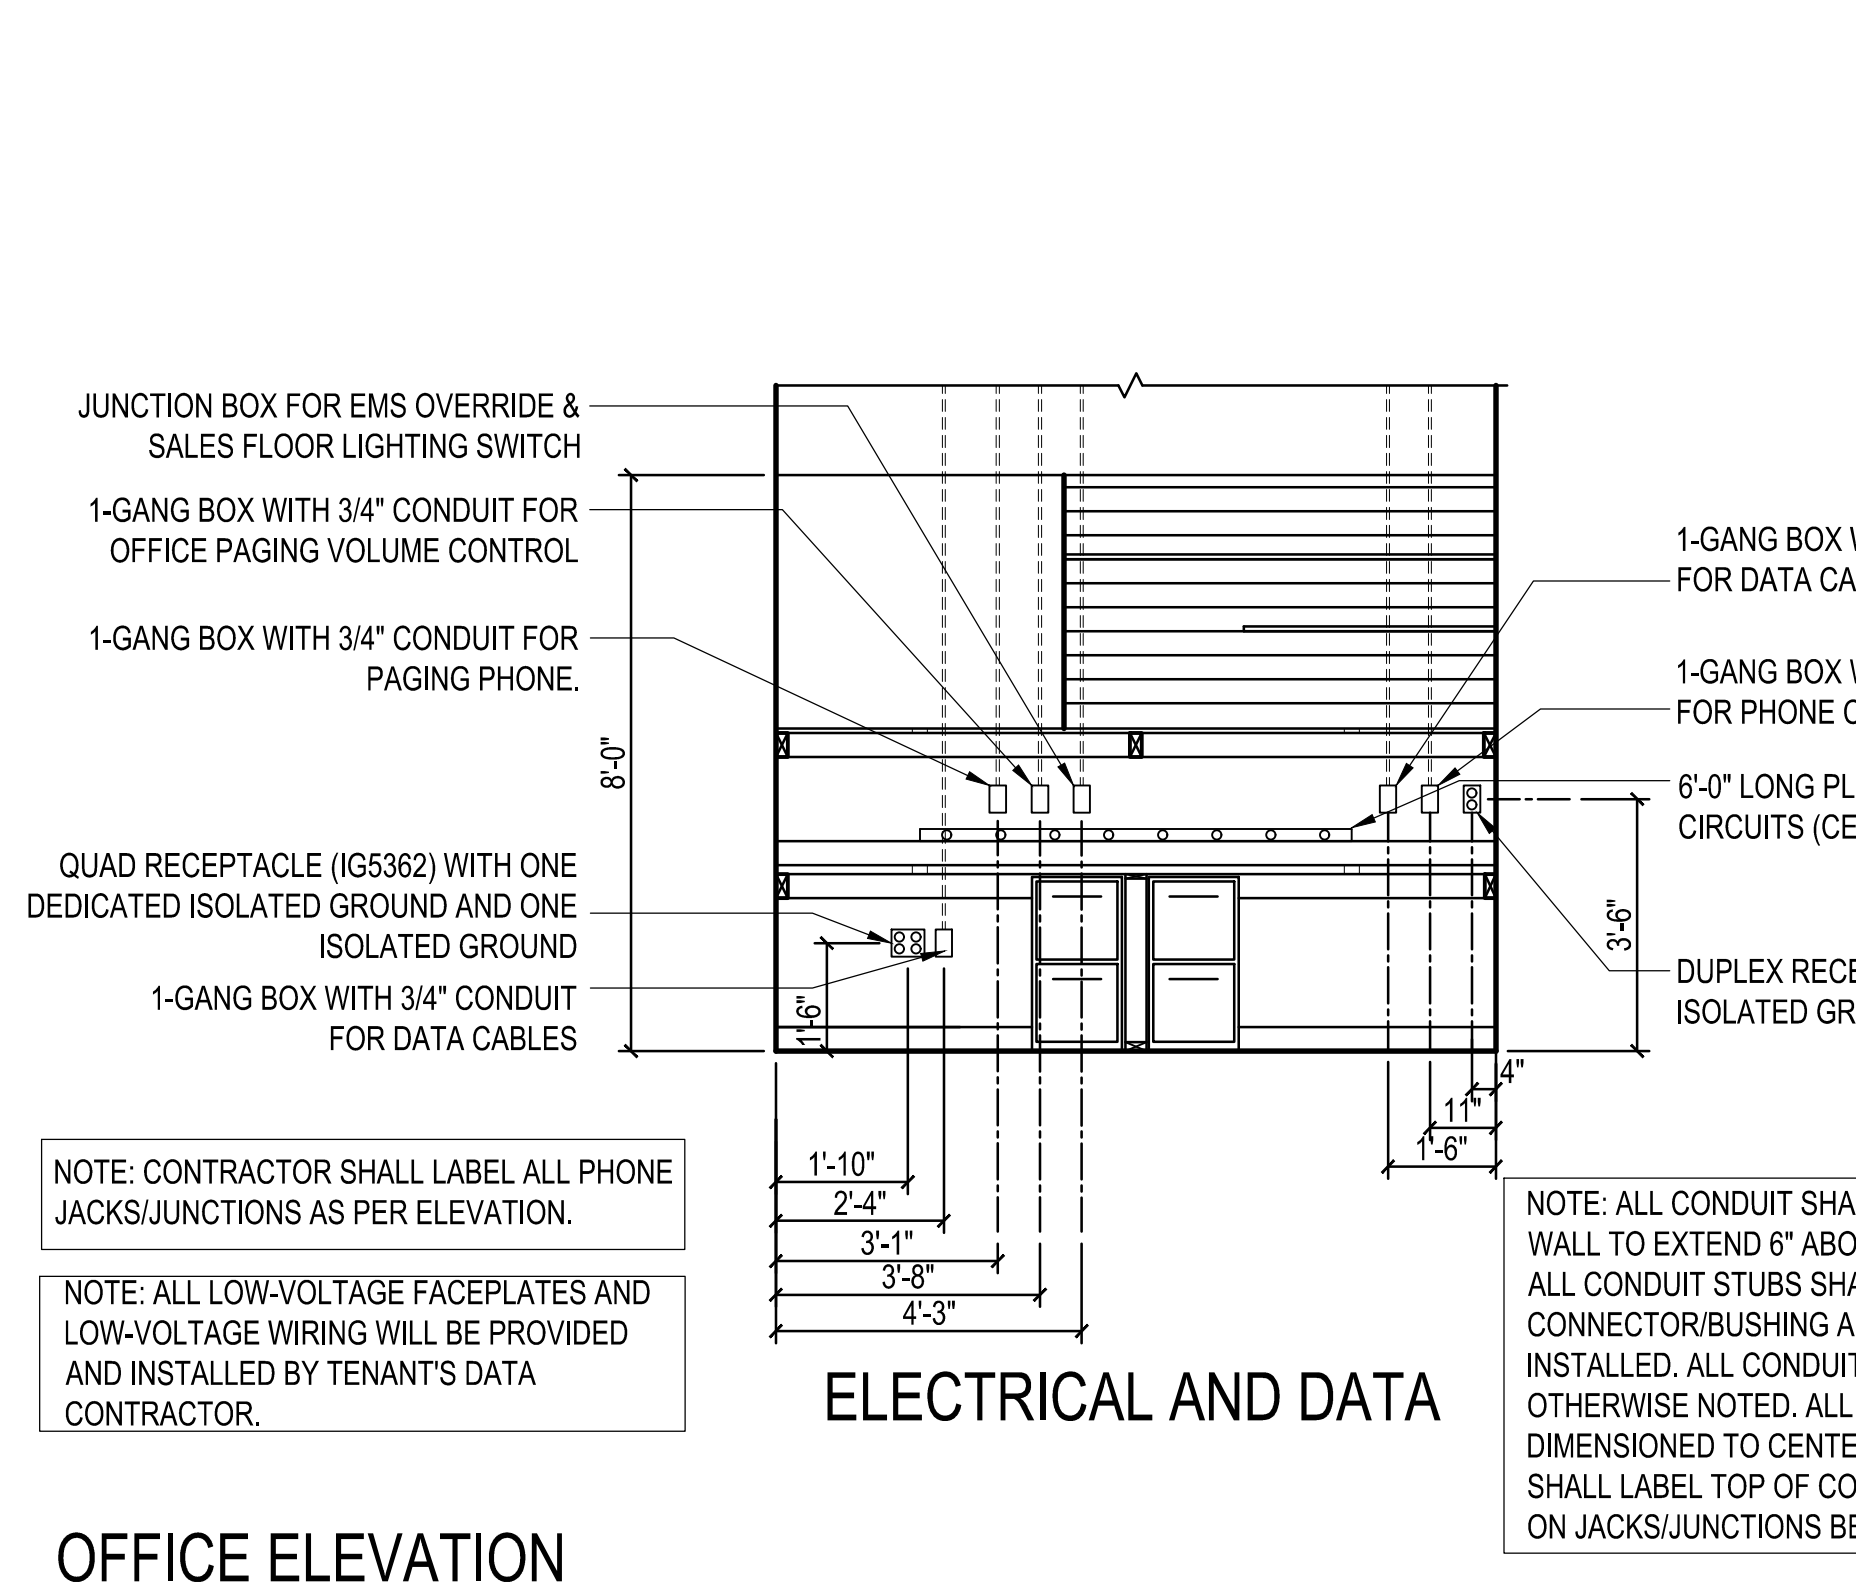 JUNCTION BOX FOR EMS OVERRIDE &
SALES FLOOR LIGHTING SWITCH
1-GANG BOX WITH 3/4" CONDUIT FOR
OFFICE PAGING VOLUME CONTROL
1-GANG BOX WITH 3/4" CONDUIT FOR
PAGING PHONE.
8'-0"
QUAD RECEPTACLE (IG5362) WITH ONE
DEDICATED ISOLATED GROUND AND ONE
ISOLATED GROUND
1-GANG BOX WITH 3/4" CONDUIT
FOR DATA CABLES
1'-6"
1-GANG BOX W
FOR DATA CA
1-GANG BOX W
FOR PHONE C
6'-0" LONG PL
CIRCUITS (CE
3'-6"
DUPLEX RECE
ISOLATED GR
4"
11"
1'-6"
1'-10"
2'-4"
3'-1"
3'-8"
4'-3"
NOTE: CONTRACTOR SHALL LABEL ALL PHONE
JACKS/JUNCTIONS AS PER ELEVATION.
NOTE: ALL LOW-VOLTAGE FACEPLATES AND
LOW-VOLTAGE WIRING WILL BE PROVIDED
AND INSTALLED BY TENANT'S DATA
CONTRACTOR.
NOTE: ALL CONDUIT SHA
WALL TO EXTEND 6" ABO
ALL CONDUIT STUBS SHA
CONNECTOR/BUSHING A
INSTALLED. ALL CONDUIT
OTHERWISE NOTED. ALL
DIMENSIONED TO CENTE
SHALL LABEL TOP OF CO
ON JACKS/JUNCTIONS BE
ELECTRICAL AND DATA
OFFICE ELEVATION